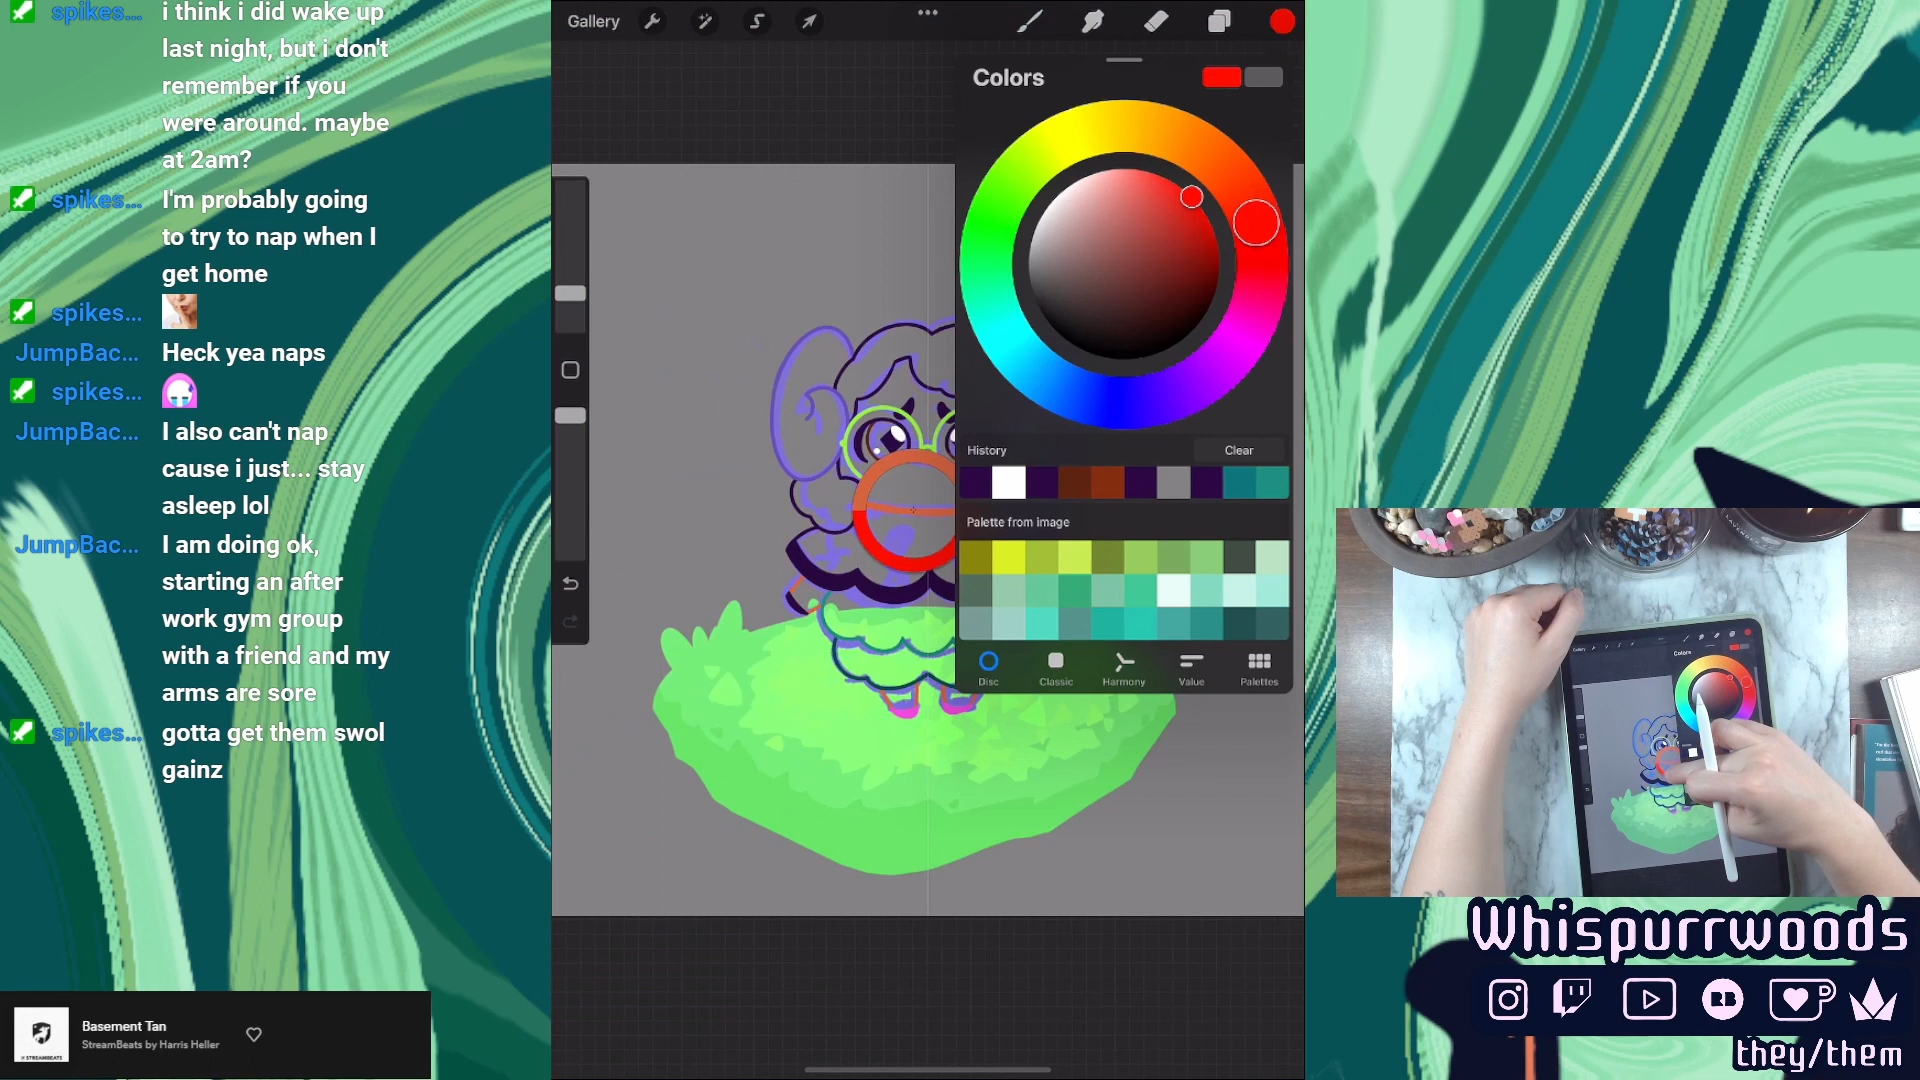 spikes... i think i did wake up
last night, but i don't
remember if you
were around. maybe
at 2am?
spikes... I'm probably going
to try to nap when I
get home
spikes...
JumpBac... Heck yea naps
spikes...
JumpBac... I also can't nap
cause i just... stay
asleep lol
JumpBac... I am doing ok,
starting an after
work gym group
with a friend and my
arms are sore
spikes... gotta get them swol
gainz
Basement Tan
StreamBeats by Harris Heller
Gallery
Colors
History
Clear
Palette from image
Disc
Classic
Harmony
Value
Palettes
Whispurrwoods
they/them